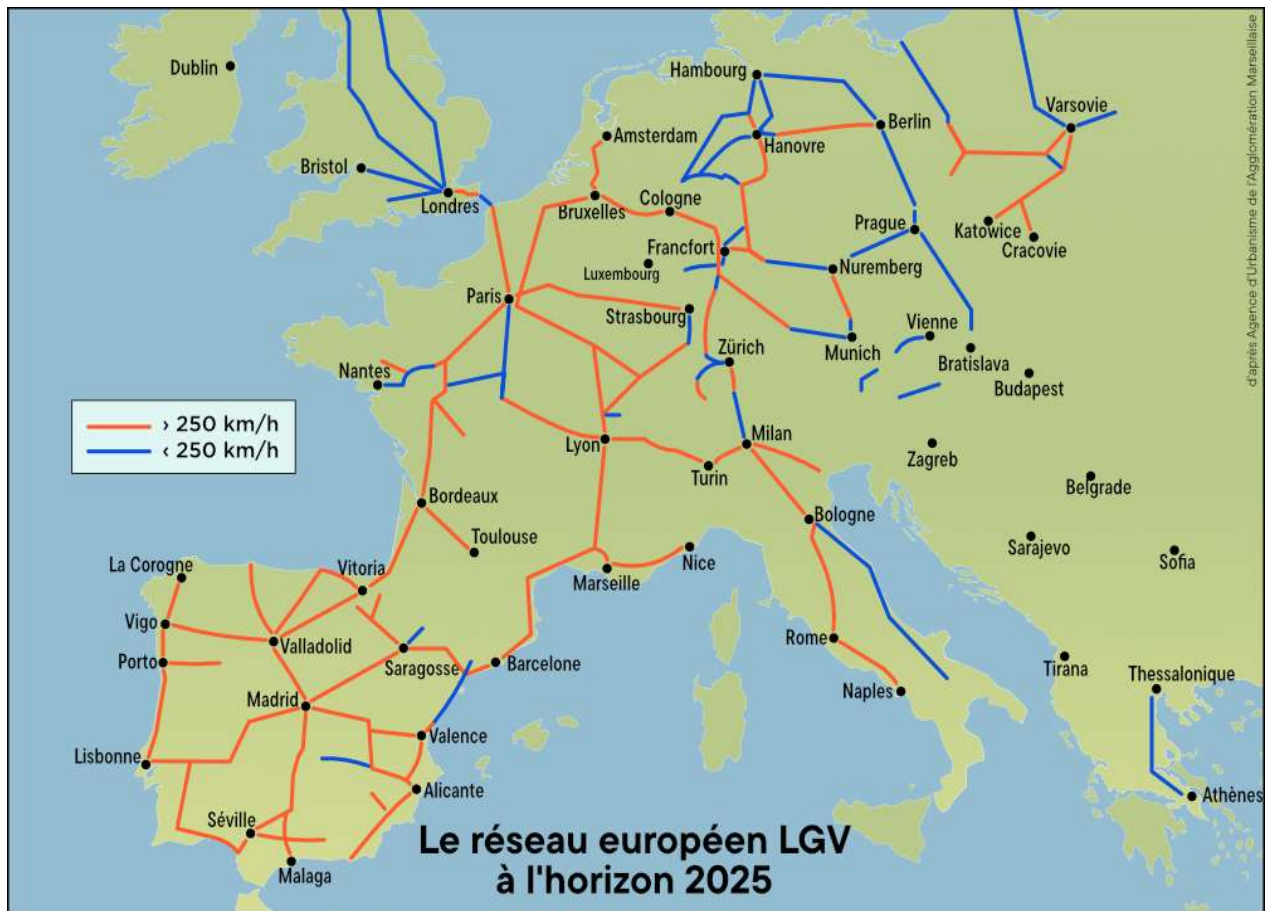 d'après Agence d'Urbanisme de l'Agglomération Marseillaise
Dublin
Hambourg
Varsovie
Amsterdam
Berlin
Hanovre
Bristol
Londres
Bruxelles
Cologne
Prague
Katowice
Cracovie
Francfort
Luxembourg
Nuremberg
Paris
Strasbourg
Vienne
Zürich
Munich
Bratislava
Nantes
Budapest
> 250 km/h
< 250 km/h
Lyon
Milan
Turin
Zagreb
Belgrade
Bordeaux
Bologne
Toulouse
Sarajevo
Sofia
La Corogne
Vitoria
Marseille
Nice
Vigo
Valladolid
Rome
Porto
Saragosse
Barcelone
Tirana
Thessalonique
Naples
Madrid
Valence
Lisbonne
Alicante
Athènes
Séville
Malaga
Le réseau européen LGV
à l'horizon 2025